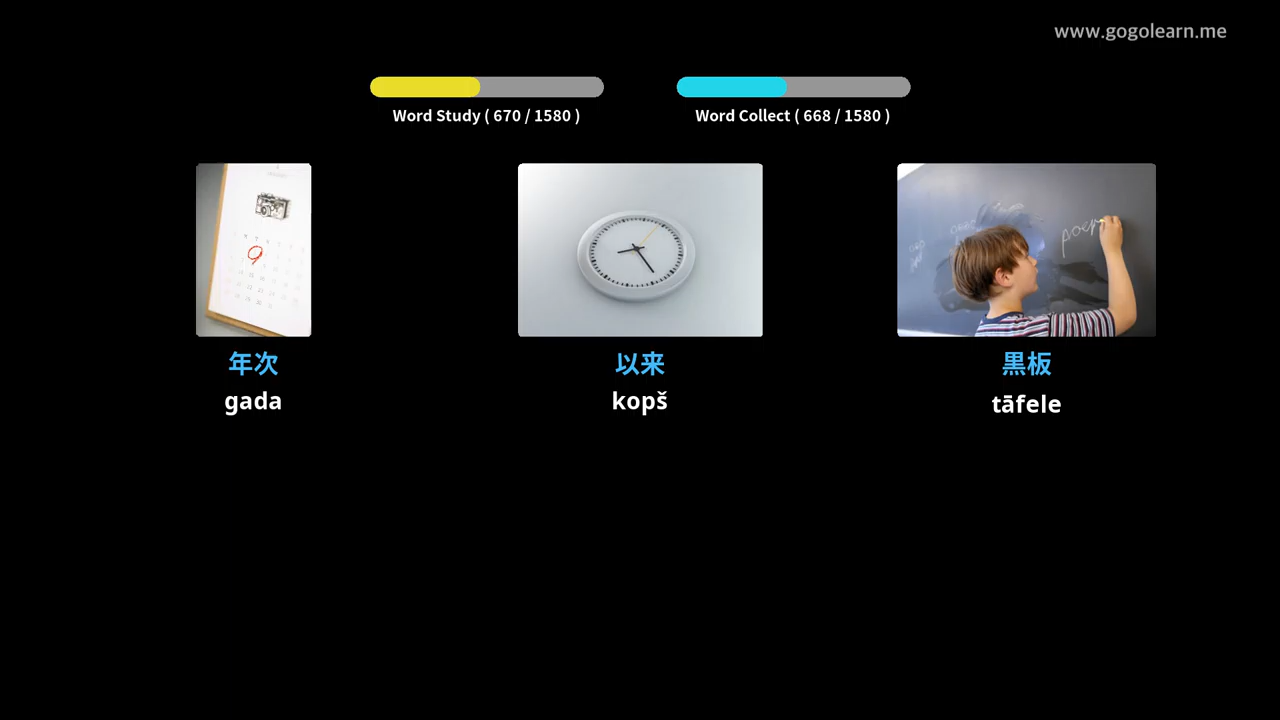 www.gogolearn.me
Word Study ( 670 / 1580 )
Word Collect ( 668 / 1580 )
年次
gada
以来
kopš
黒板
tāfele